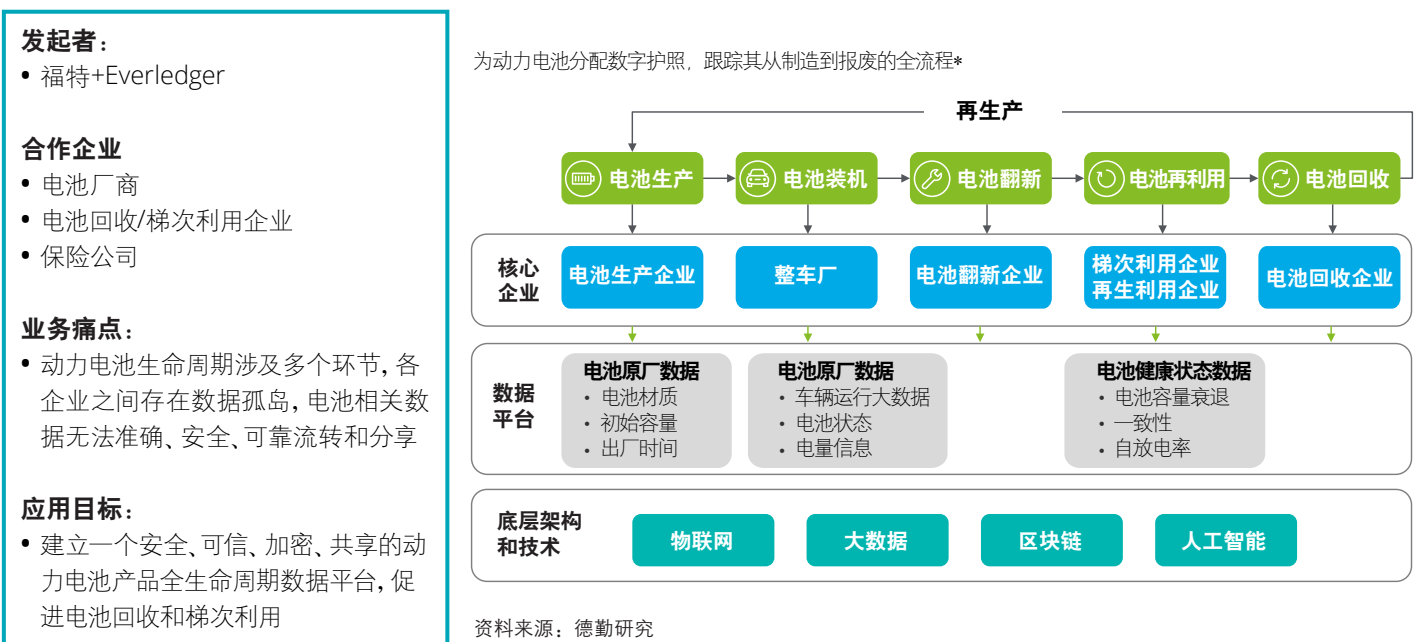 发起者：
• 福特+Everledger
合作企业
• 电池厂商
• 电池回收/梯次利用企业
• 保险公司
业务痛点：
• 动力电池生命周期涉及多个环节，各
企业之间存在数据孤岛，电池相关数
据无法准确、安全、可靠流转和分享
应用目标：
• 建立一个安全、可信、加密、共享的动
力电池产品全生命周期数据平台，促
进电池回收和梯次利用
为动力电池分配数字护照，跟踪其从制造到报废的全流程*
再生产
电池生产
电池装机
电池翻新
电池再利用
电池回收
核心
企业
电池生产企业
整车厂
电池翻新企业
梯次利用企业
再生利用企业
电池回收企业
数据
平台
电池原厂数据
• 电池材质
• 初始容量
• 出厂时间
电池原厂数据
• 车辆运行大数据
• 电池状态
• 电量信息
电池健康状态数据
• 电池容量衰退
• 一致性
• 自放电率
底层架构
和技术
物联网
大数据
区块链
人工智能
资料来源：德勤研究